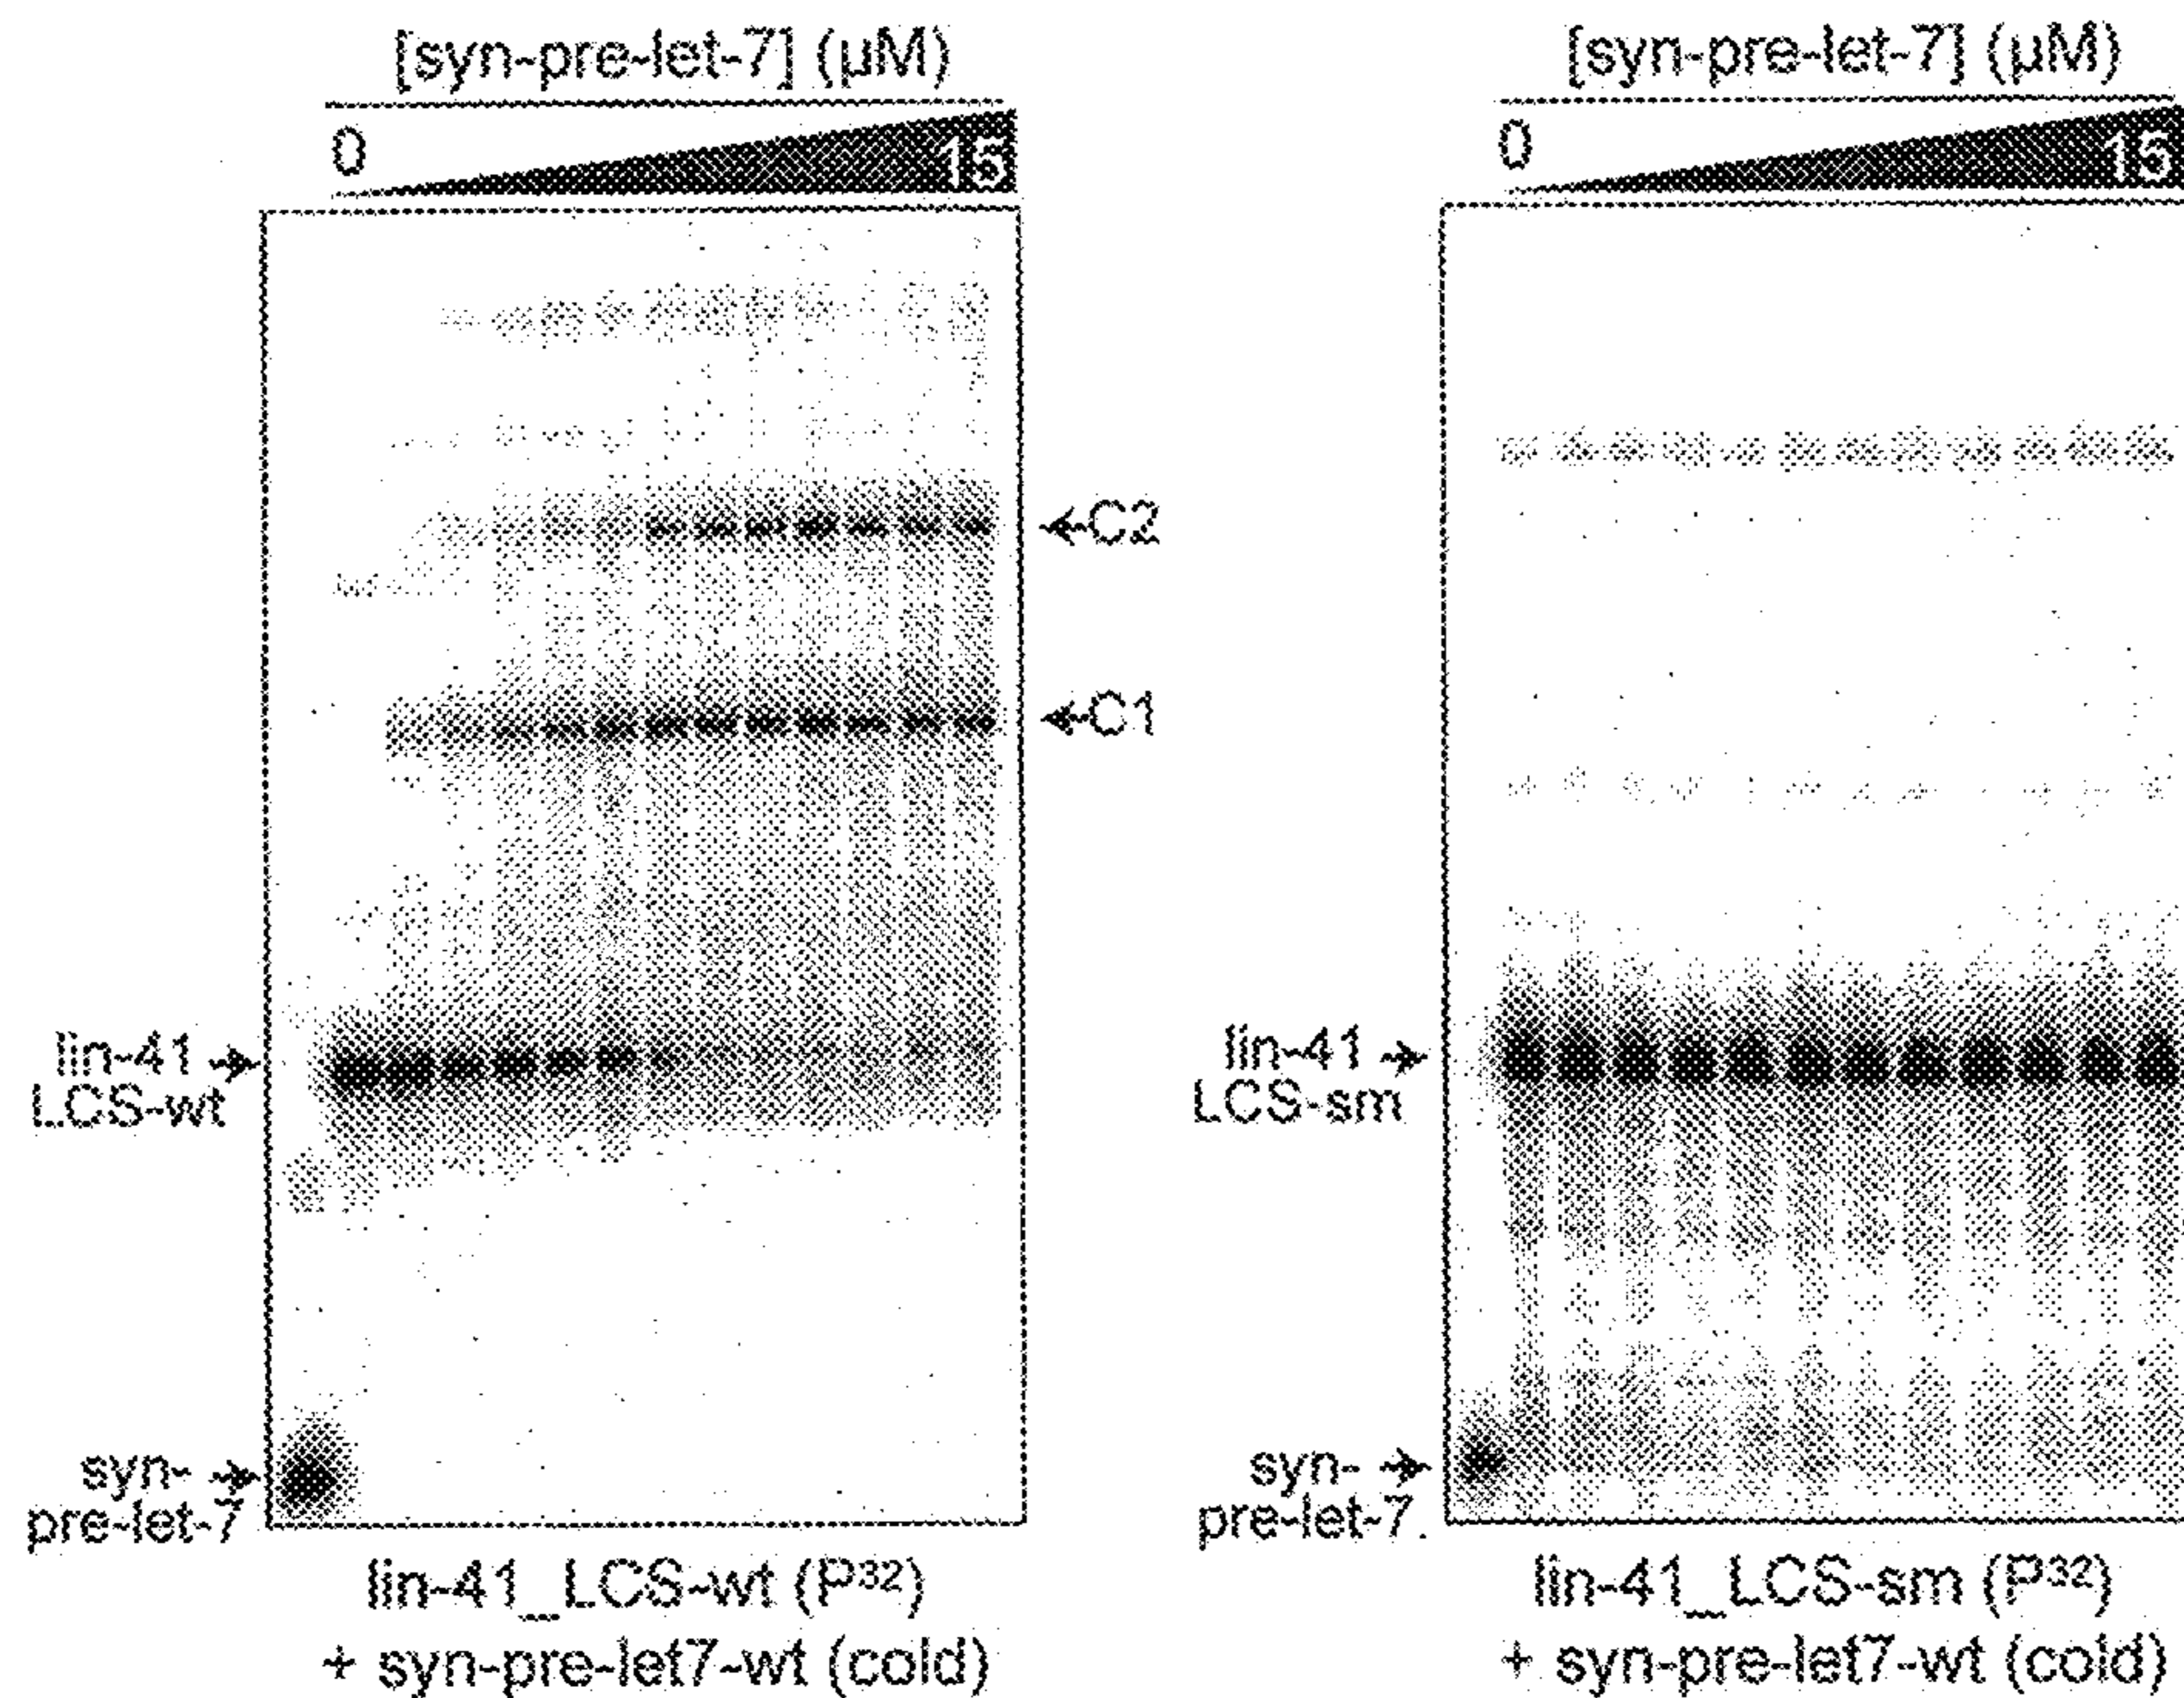 [syn-pre-let-7] (µM)
0
15
←C2
←C1
lin-41 →
LCS-wt
syn- →
pre-let-7
lin-41_LCS-wt (P³²)
+ syn-pre-let7-wt (cold)
[syn-pre-let-7] (µM)
0
15
lin-41 →
LCS-sm
syn- →
pre-let-7.
lin-41_LCS-sm (P³²)
+ syn-pre-let7-wt (cold)